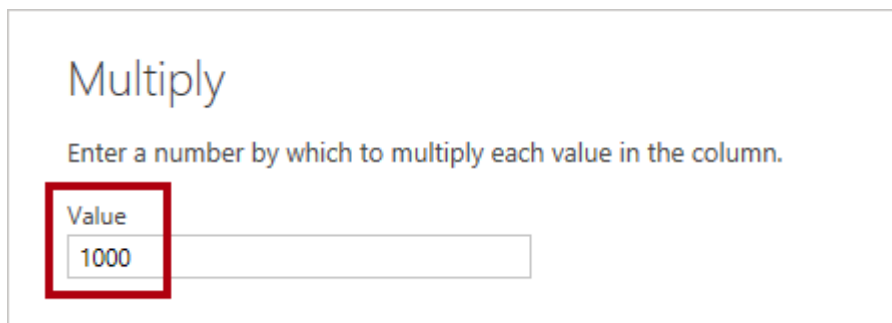 Multiply
Enter a number by which to multiply each value in the column.
Value
1000